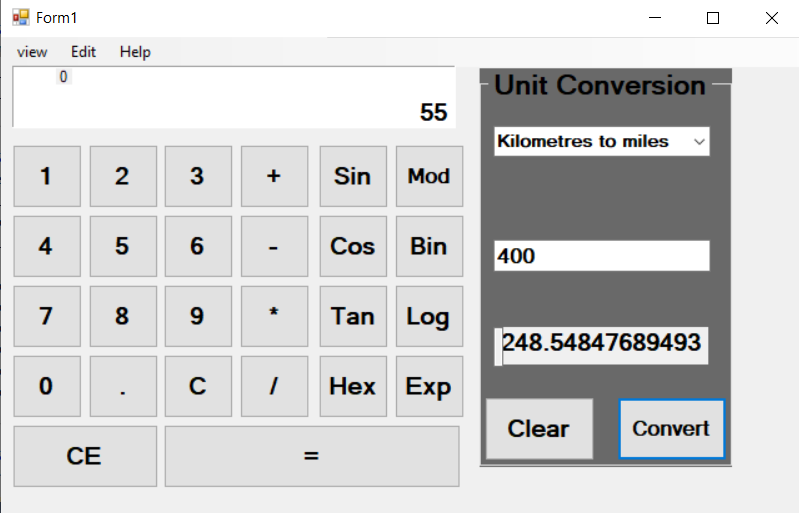 Form1
view Edit Help
0
55
1 2 3 + Sin Mod
4 5 6 - Cos Bin
7 8 9 * Tan Log
0 . C / Hex Exp
CE =
Unit Conversion
Kilometres to miles
400
248.54847689493
Clear Convert